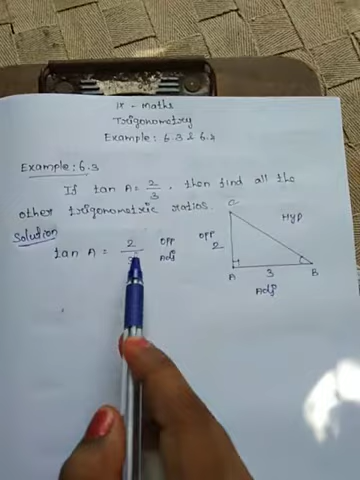 IX - Maths
Trigonometry
Example: 6.3 & 6.4
Example: 6.3
If tan A = 2/3, then find all the
other trigonometric ratios.
Solution
tan A = 2/3 opp Adj
C
Hyp
opp
2
3
A B
Adj